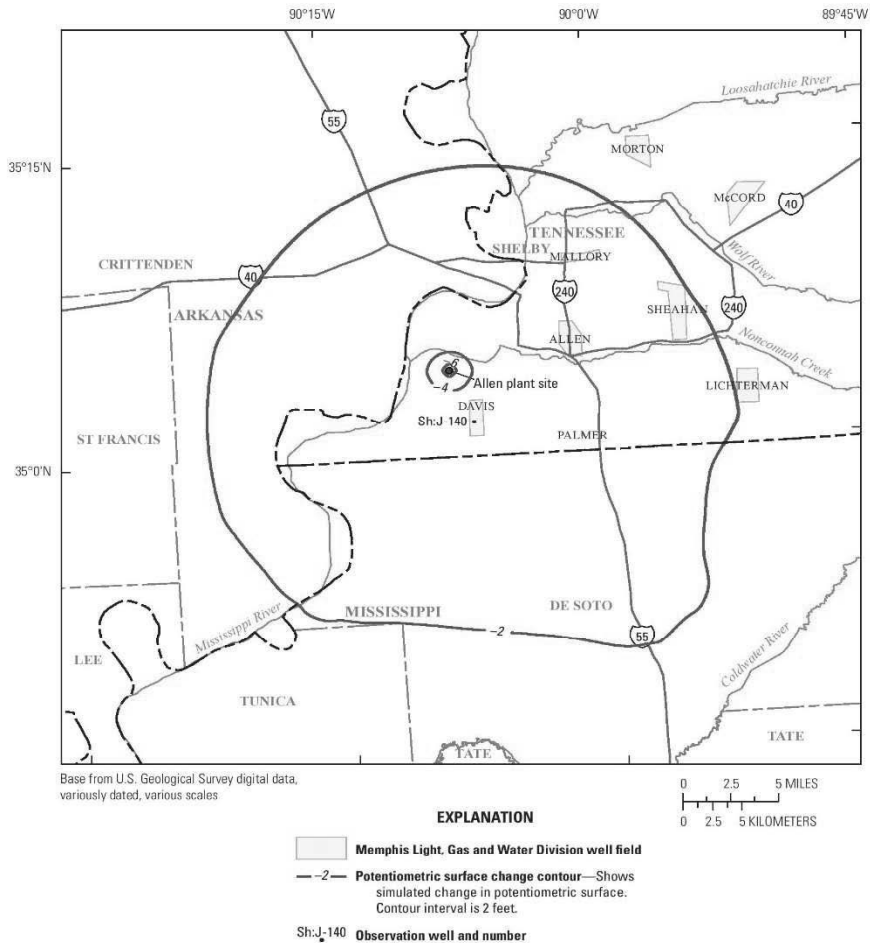 90°15'W 90°0'W 89°45'W
Loosahatchie River
55
MORTON
35°15'N
McCORD
40
TENNESSEE
SHELBY
MALLORY
Wolf River
CRITTENDEN
40
240
SHEAHAN
240
ARKANSAS
ALLEN
Nonconnah Creek
-6
Allen plant site
-4
LICHTERMAN
DAVIS
Sh:J 140
PALMER
ST FRANCIS
35°0'N
MISSISSIPPI
DE SOTO
Mississippi River
-2
55
LEE
Coldwater River
TUNICA
TATE
TATE
Base from U.S. Geological Survey digital data,
variously dated, various scales
0 2.5 5 MILES
0 2.5 5 KILOMETERS
EXPLANATION
Memphis Light, Gas and Water Division well field
-2 Potentiometric surface change contour—Shows
simulated change in potentiometric surface.
Contour interval is 2 feet.
Sh:J-140 Observation well and number